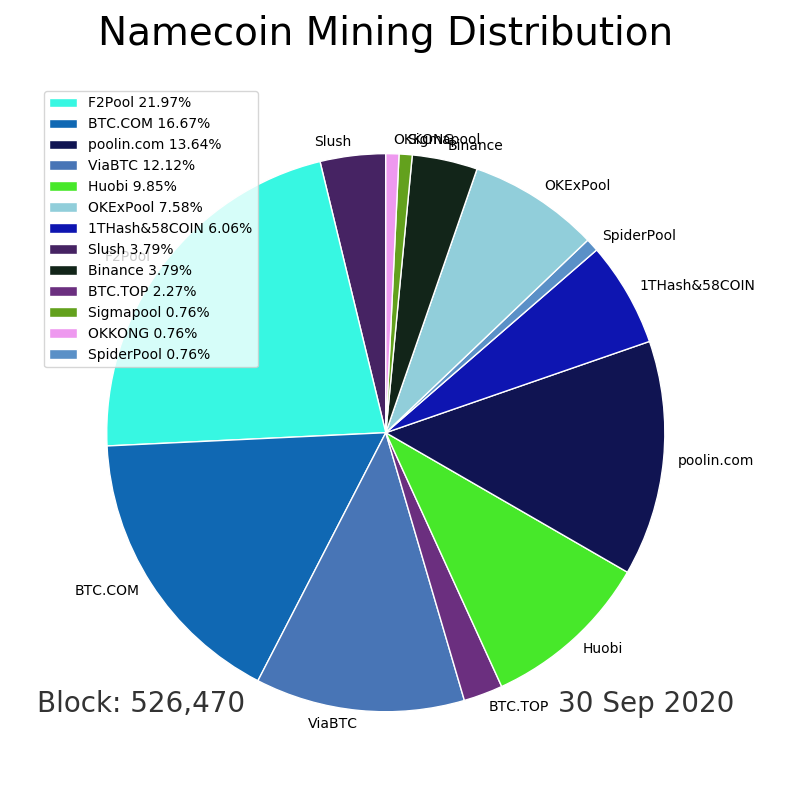 Namecoin Mining Distribution
F2Pool 21.97%
BTC.COM 16.67%
poolin.com 13.64%
ViaBTC 12.12%
Huobi 9.85%
OKExPool 7.58%
1THash&58COIN 6.06%
Slush 3.79%
Binance 3.79%
BTC.TOP 2.27%
Sigmapool 0.76%
OKKONG 0.76%
SpiderPool 0.76%
Slush
OKKONG
Sigmapool
Binance
OKExPool
SpiderPool
F2Pool
1THash&58COIN
poolin.com
BTC.COM
Huobi
BTC.TOP
ViaBTC
Block: 526,470
30 Sep 2020